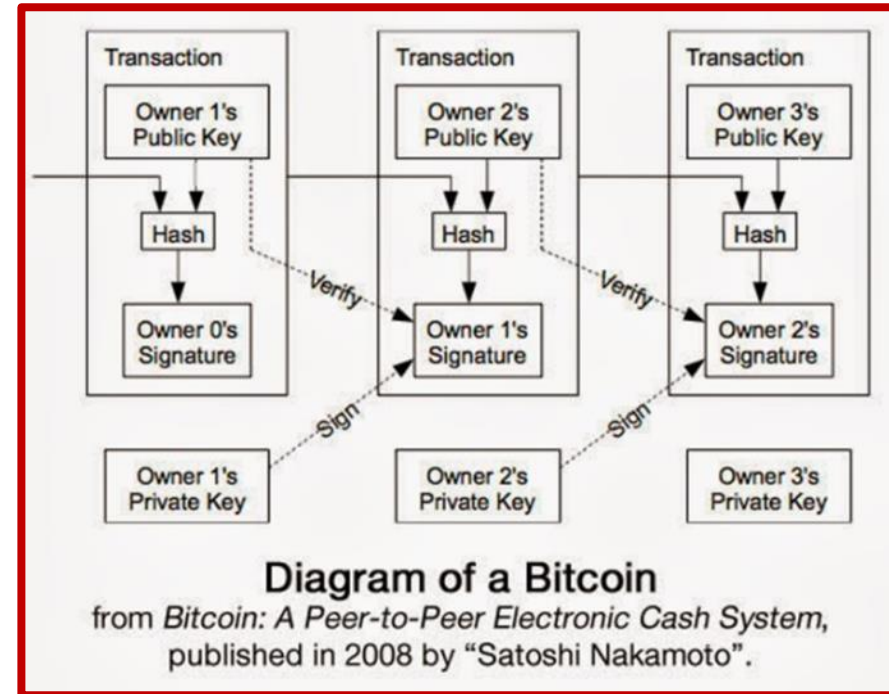 Transaction
Owner 1's
Public Key
Hash
Owner 0's
Signature
Transaction
Owner 2's
Public Key
Hash
Verify
Owner 1's
Signature
Transaction
Owner 3's
Public Key
Hash
Verify
Owner 2's
Signature
Owner 1's
Private Key
Sign
Owner 2's
Private Key
Sign
Owner 3's
Private Key
Diagram of a Bitcoin
from Bitcoin: A Peer-to-Peer Electronic Cash System,
published in 2008 by “Satoshi Nakamoto”.